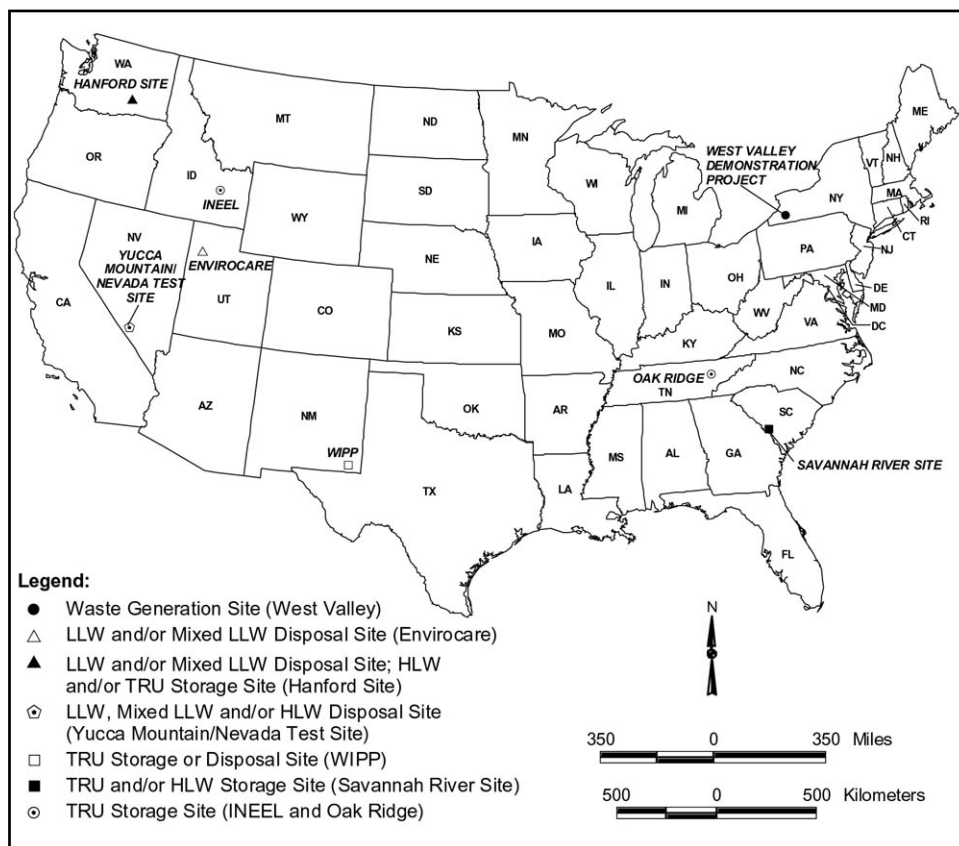 WA
HANFORD SITE
MT
ND
MN
ME
OR
ID
INEEL
WY
SD
WI
MI
WEST VALLEY
DEMONSTRATION
PROJECT
NY
VT
NH
MA
RI
CT
NJ
NV
YUCCA
MOUNTAIN/
NEVADA TEST
SITE
ENVIROCARE
UT
CA
CO
NE
IA
IL
IN
OH
PA
WV
VA
DE
MD
DC
KS
MO
KY
OAK RIDGE
TN
NC
AZ
NM
WIPP
OK
AR
TX
LA
MS
AL
GA
SC
SAVANNAH RIVER SITE
FL
Legend:
Waste Generation Site (West Valley)
LLW and/or Mixed LLW Disposal Site (Envirocare)
LLW and/or Mixed LLW Disposal Site; HLW
and/or TRU Storage Site (Hanford Site)
LLW, Mixed LLW and/or HLW Disposal Site
(Yucca Mountain/Nevada Test Site)
TRU Storage or Disposal Site (WIPP)
TRU and/or HLW Storage Site (Savannah River Site)
TRU Storage Site (INEEL and Oak Ridge)
N
350 0 350 Miles
500 0 500 Kilometers